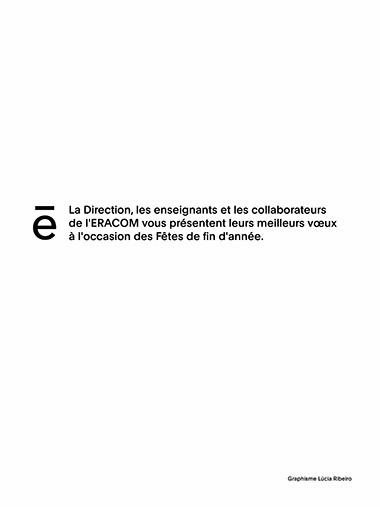 ē
La Direction, les enseignants et les collaborateurs
de l'ERACOM vous présentent leurs meilleurs vœux
à l'occasion des Fêtes de fin d'année.
Graphisme Lúcia Ribeiro